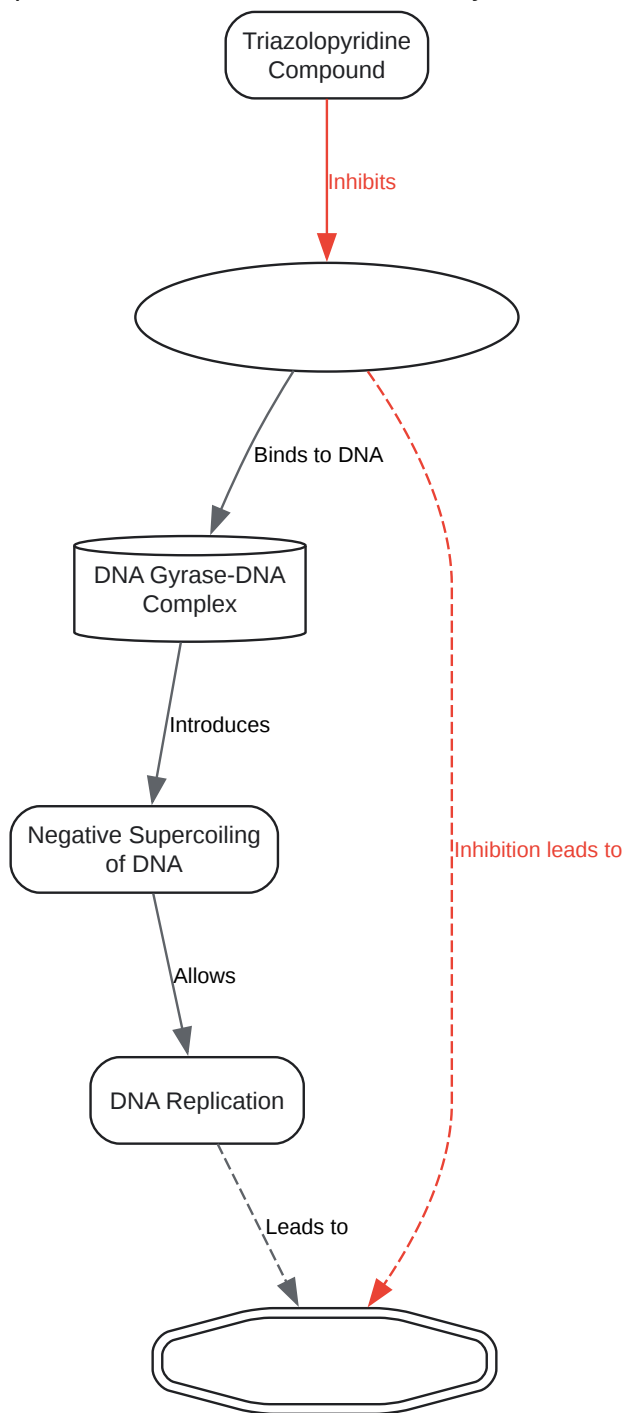 Triazolopyridine
Compound
Inhibits
Binds to DNA
DNA Gyrase-DNA
Complex
Introduces
Negative Supercoiling
of DNA
Inhibition leads to
Allows
DNA Replication
Leads to